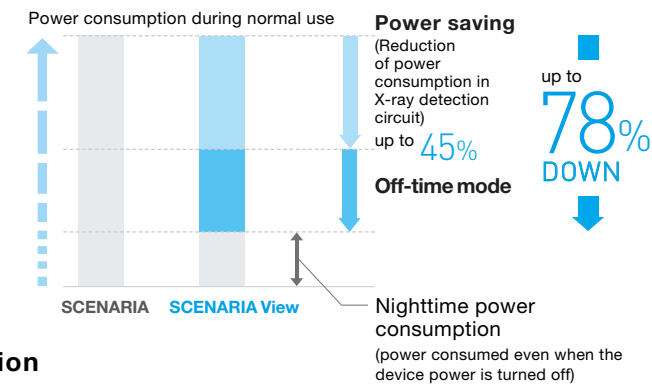 Power consumption during normal use
Power saving
(Reduction
of power
consumption in
X-ray detection
circuit)
up to 45%
Off-time mode
up to
78%
DOWN
SCENARIA
SCENARIA View
Nighttime power
consumption
(power consumed even when the
device power is turned off)
ion